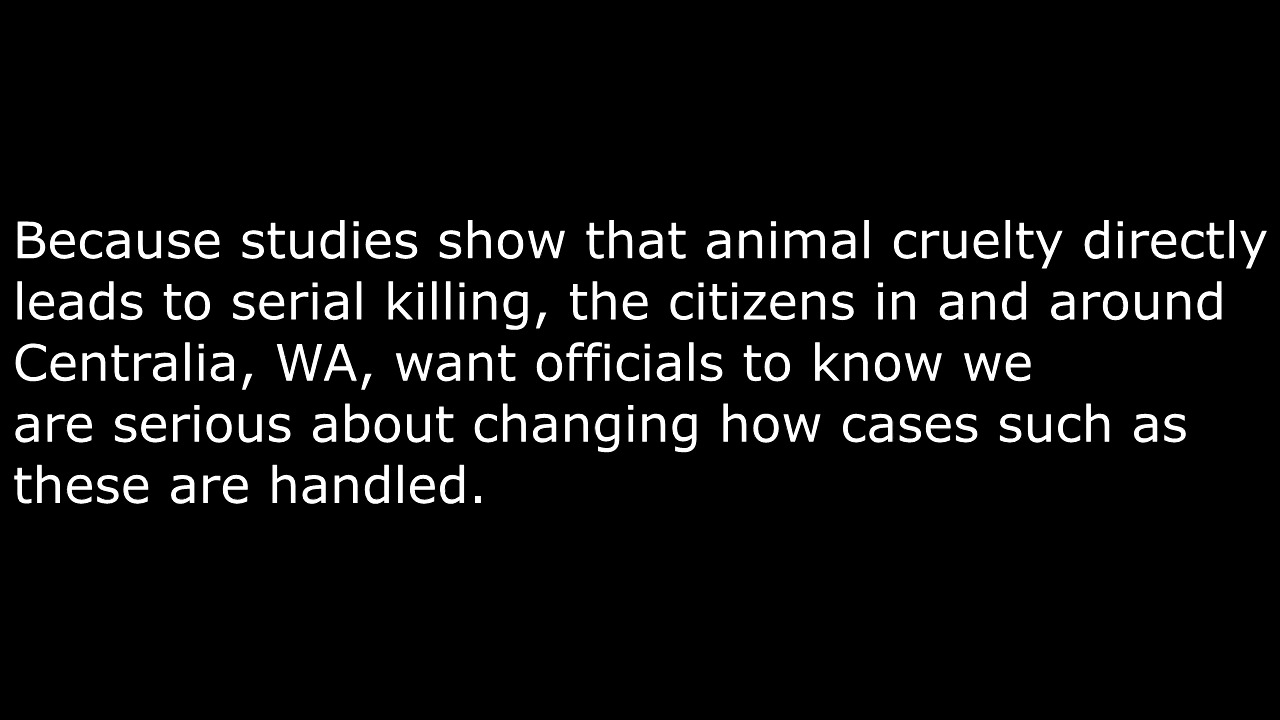 Because studies show that animal cruelty directly
leads to serial killing, the citizens in and around
Centralia, WA, want officials to know we
are serious about changing how cases such as
these are handled.